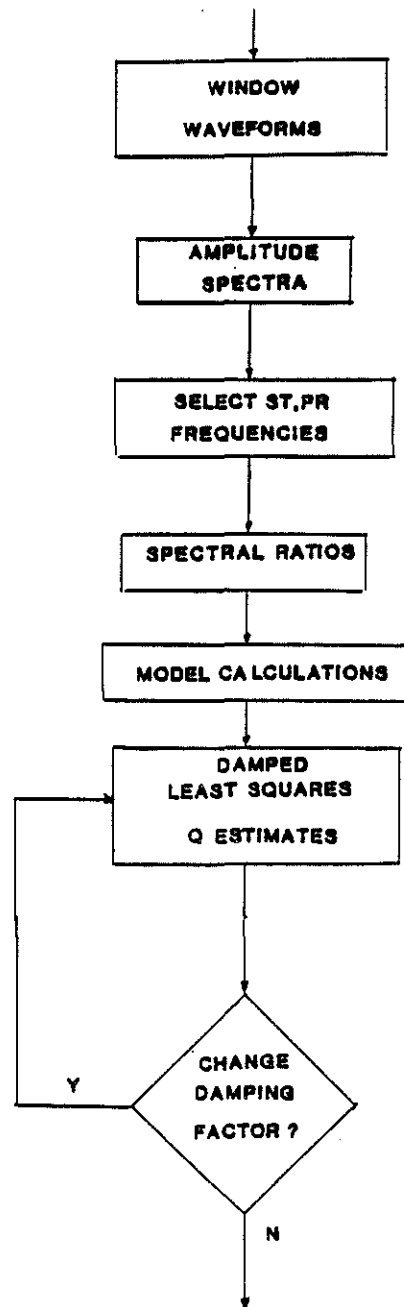 WINDOW
WAVEFORMS
AMPLITUDE
SPECTRA
SELECT ST,PR
FREQUENCIES
SPECTRAL RATIOS
MODEL CALCULATIONS
DAMPED
LEAST SQUARES
Q ESTIMATES
CHANGE
DAMPING
FACTOR ?
Y
N